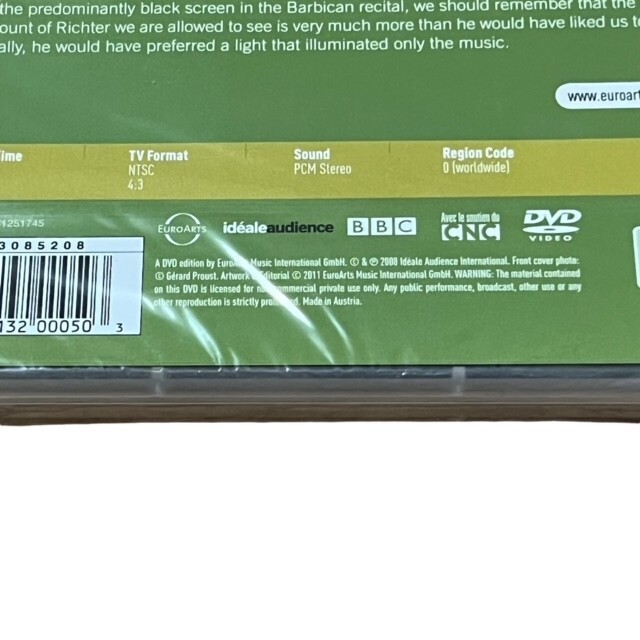 the predominantly black screen in the Barbican recital, we should remember that the
ount of Richter we are allowed to see is very much more than he would have liked us to
ally, he would have preferred a light that illuminated only the music.
www.euroart
ime
TV Format
NTSC
4:3
Sound
PCM Stereo
Region Code
0 (worldwide)
1251745
3085208
132 00050 3
EUROARTS
idéaleaudience
BBC
Avec le soutien du
CNC
DVD
VIDEO
A DVD edition by Music International GmbH. © & ℗ 2008 Idéale Audience International. Front cover photo:
© Gérard Proust. Artwork Editorial © 2011 EuroArts Music International GmbH. WARNING: The material contained
on this DVD is licensed for private use only. Any public performance, broadcast, other use or any
other reproduction is strictly Made in Austria.